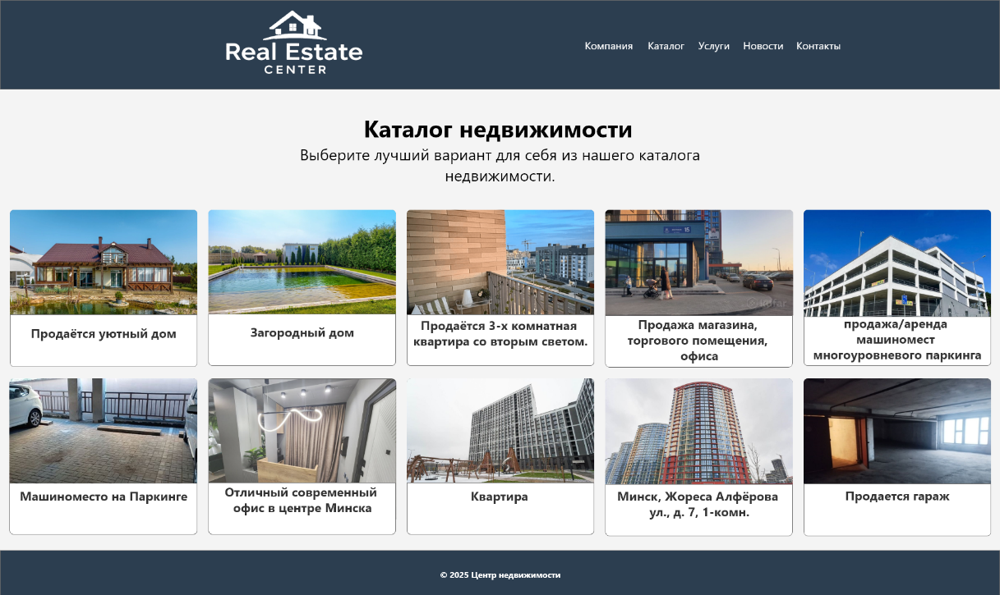 Real Estate
CENTER
Компания Каталог Услуги Новости Контакты
Каталог недвижимости
Выберите лучший вариант для себя из нашего каталога
недвижимости.
15
Продаётся уютный дом
Загородный дом
Продаётся 3-х комнатная
квартира со вторым светом.
Продажа магазина,
торгового помещения,
офиса
продажа/аренда
машиномест
многоуровневого паркинга
Машиноместо на Паркинге
Отличный современный
офис в центре Минска
Квартира
Минск, Жореса Алфёрова
ул., д. 7, 1-комн.
Продается гараж
© 2025 Центр недвижимости